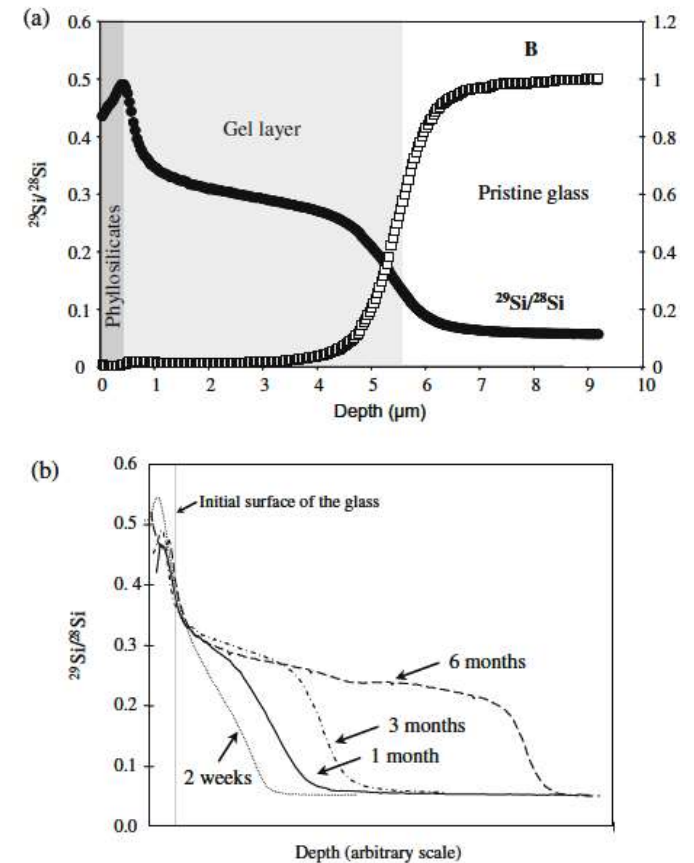 (a)
0.6
0.5
0.4
0.3
0.2
0.1
0
²⁹Si/²⁸Si
1.2
1
0.8
0.6
0.4
0.2
0
B
Gel layer
Pristine glass
Phyllosilicates
²⁹Si/²⁸Si
0 1 2 3 4 5 6 7 8 9 10
Depth (µm)
(b)
0.6
0.5
0.4
0.3
0.2
0.1
0.0
²⁹Si/²⁸Si
Initial surface of the glass
6 months
3 months
1 month
2 weeks
Depth (arbitrary scale)